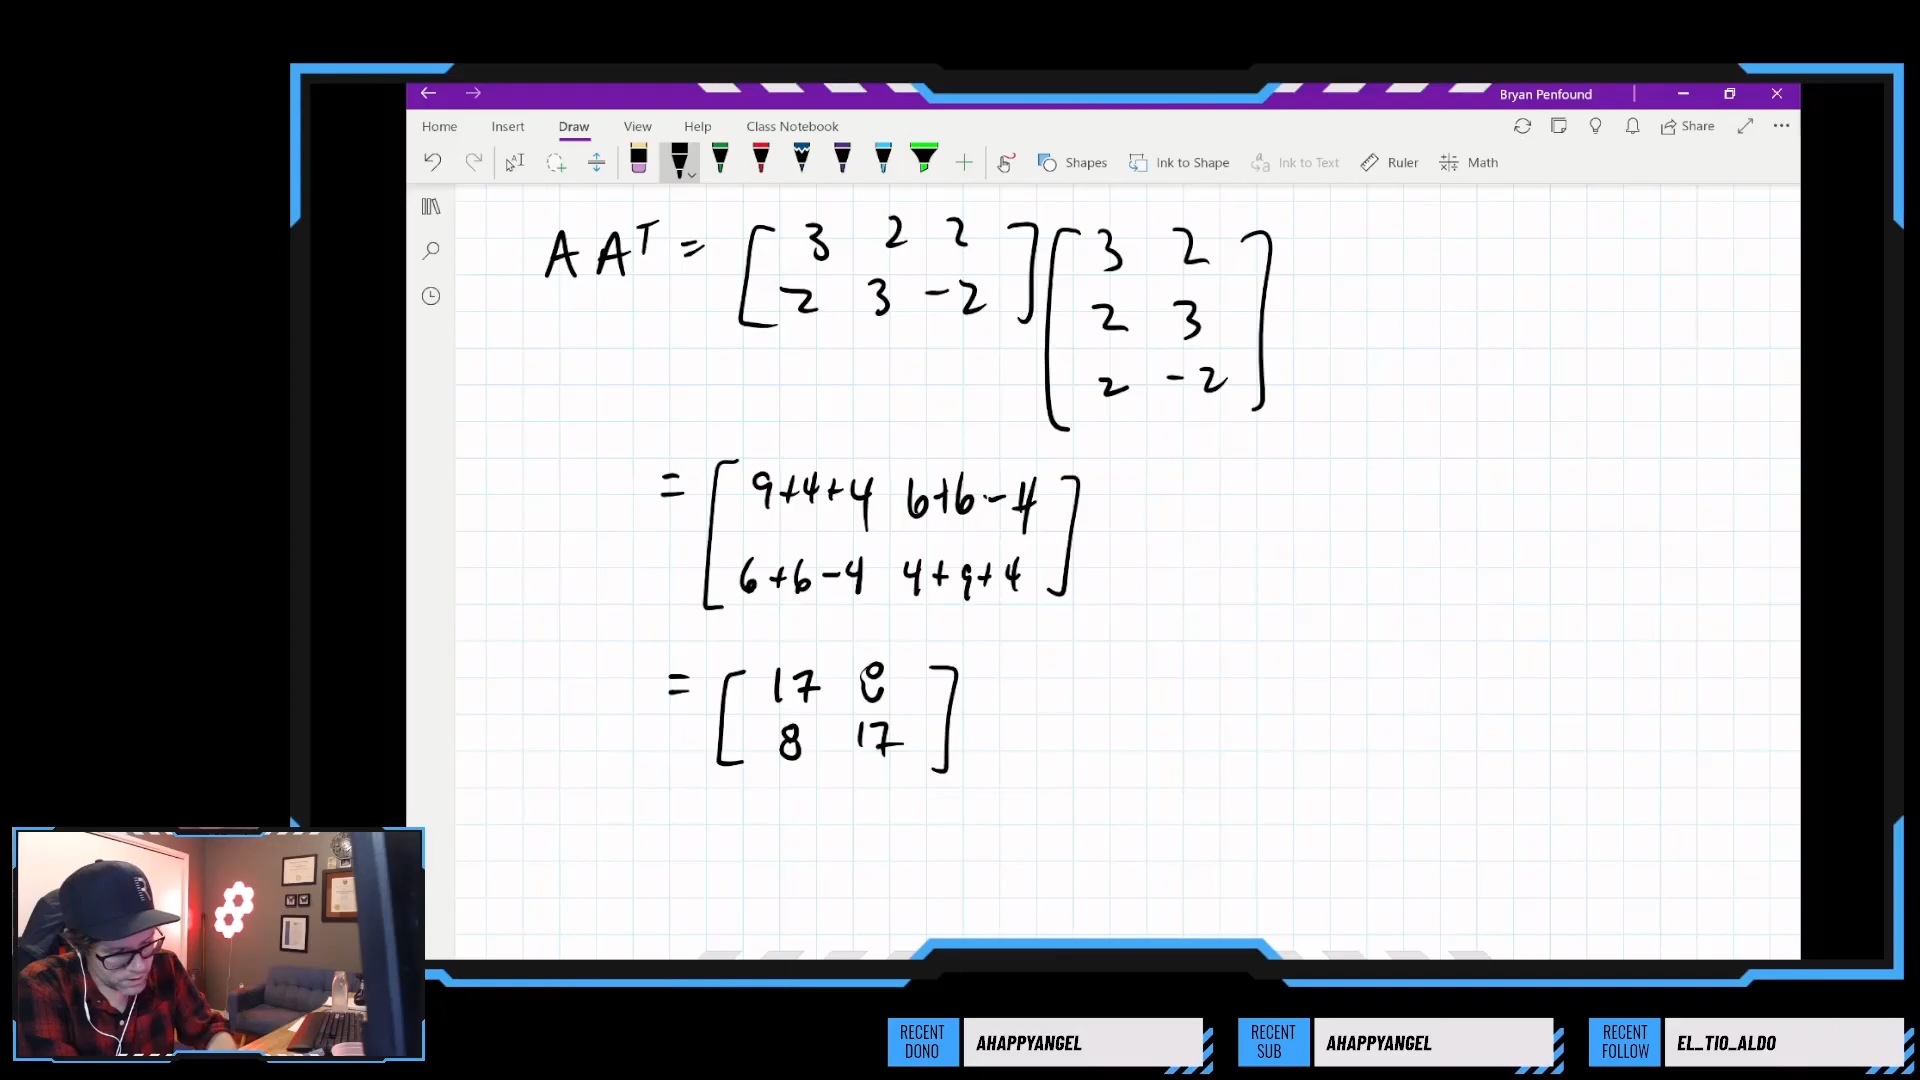 Bryan Penfound
Home Insert Draw View Help Class Notebook Share
Shapes Ink to Shape Ink to Text Ruler Math
A Aᵀ = [ 3 2 2 ] [ 3 2 ]
2 3 -2 2 3
2 -2
= [ 9+4+4 6+6-4 ]
6+6-4 4+9+4
= [ 17 8 ]
8 17
RECENT DONO AHAPPYANGEL
RECENT SUB AHAPPYANGEL
RECENT FOLLOW EL_TIO_ALDO